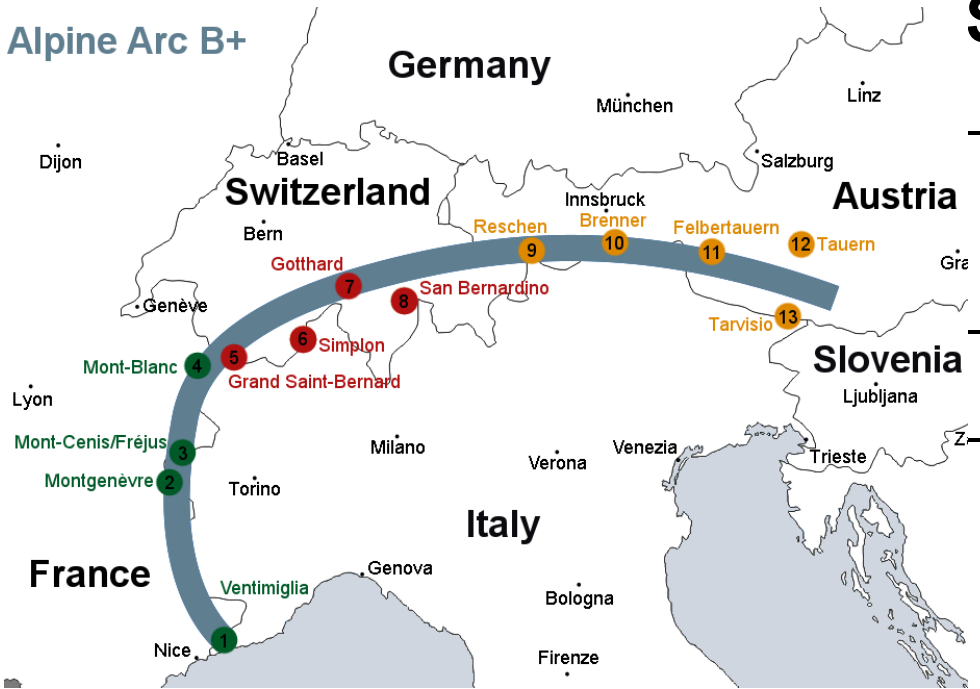 Alpine Arc B+
S
Germany
München
Linz
Dijon
Basel
Salzburg
Switzerland
Innsbruck
Austria
Bern
Reschen
Brenner
Felbertauern
9
10
11
12 Tauern
Gra
Gotthard
7
8
San Bernardino
Genève
13
Tarvisio
6
Simplon
Mont-Blanc
4
5
Grand Saint-Bernard
Slovenia
Ljubljana
Lyon
Mont-Cenis/Fréjus
3
Milano
Venezia
Verona
Trieste
Z
Montgenèvre
2
Torino
Italy
France
Genova
Ventimiglia
Bologna
1
Nice
Firenze